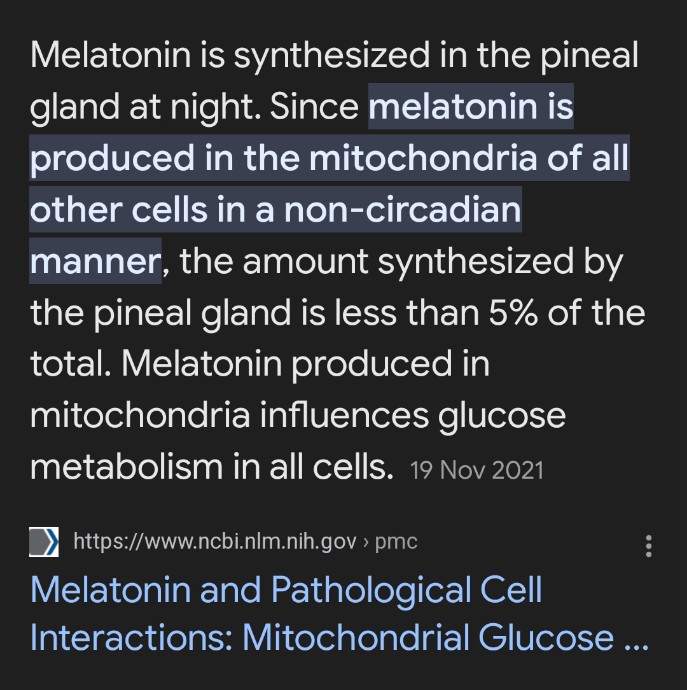 Melatonin is synthesized in the pineal
gland at night. Since melatonin is
produced in the mitochondria of all
other cells in a non-circadian
manner, the amount synthesized by
the pineal gland is less than 5% of the
total. Melatonin produced in
mitochondria influences glucose
metabolism in all cells. 19 Nov 2021
https://www.ncbi.nlm.nih.gov › pmc
Melatonin and Pathological Cell
Interactions: Mitochondrial Glucose ...